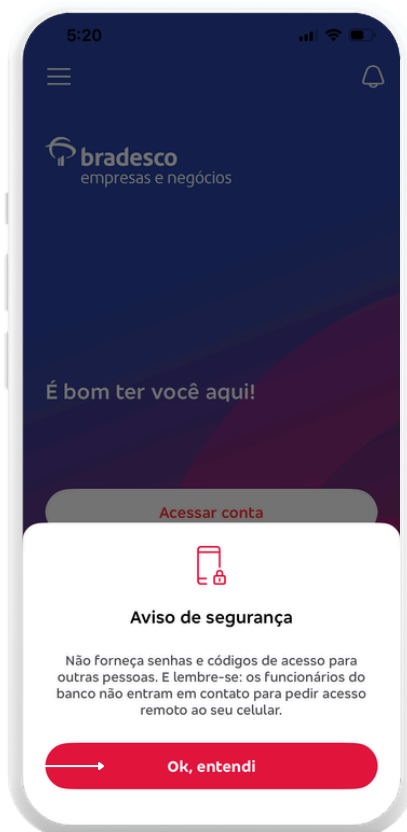 5:20
bradesco
empresas e negócios
É bom ter você aqui!
Acessar conta
Aviso de segurança
Não forneça senhas e códigos de acesso para
outras pessoas. E lembre-se: os funcionários do
banco não entram em contato para pedir acesso
remoto ao seu celular.
Ok, entendi